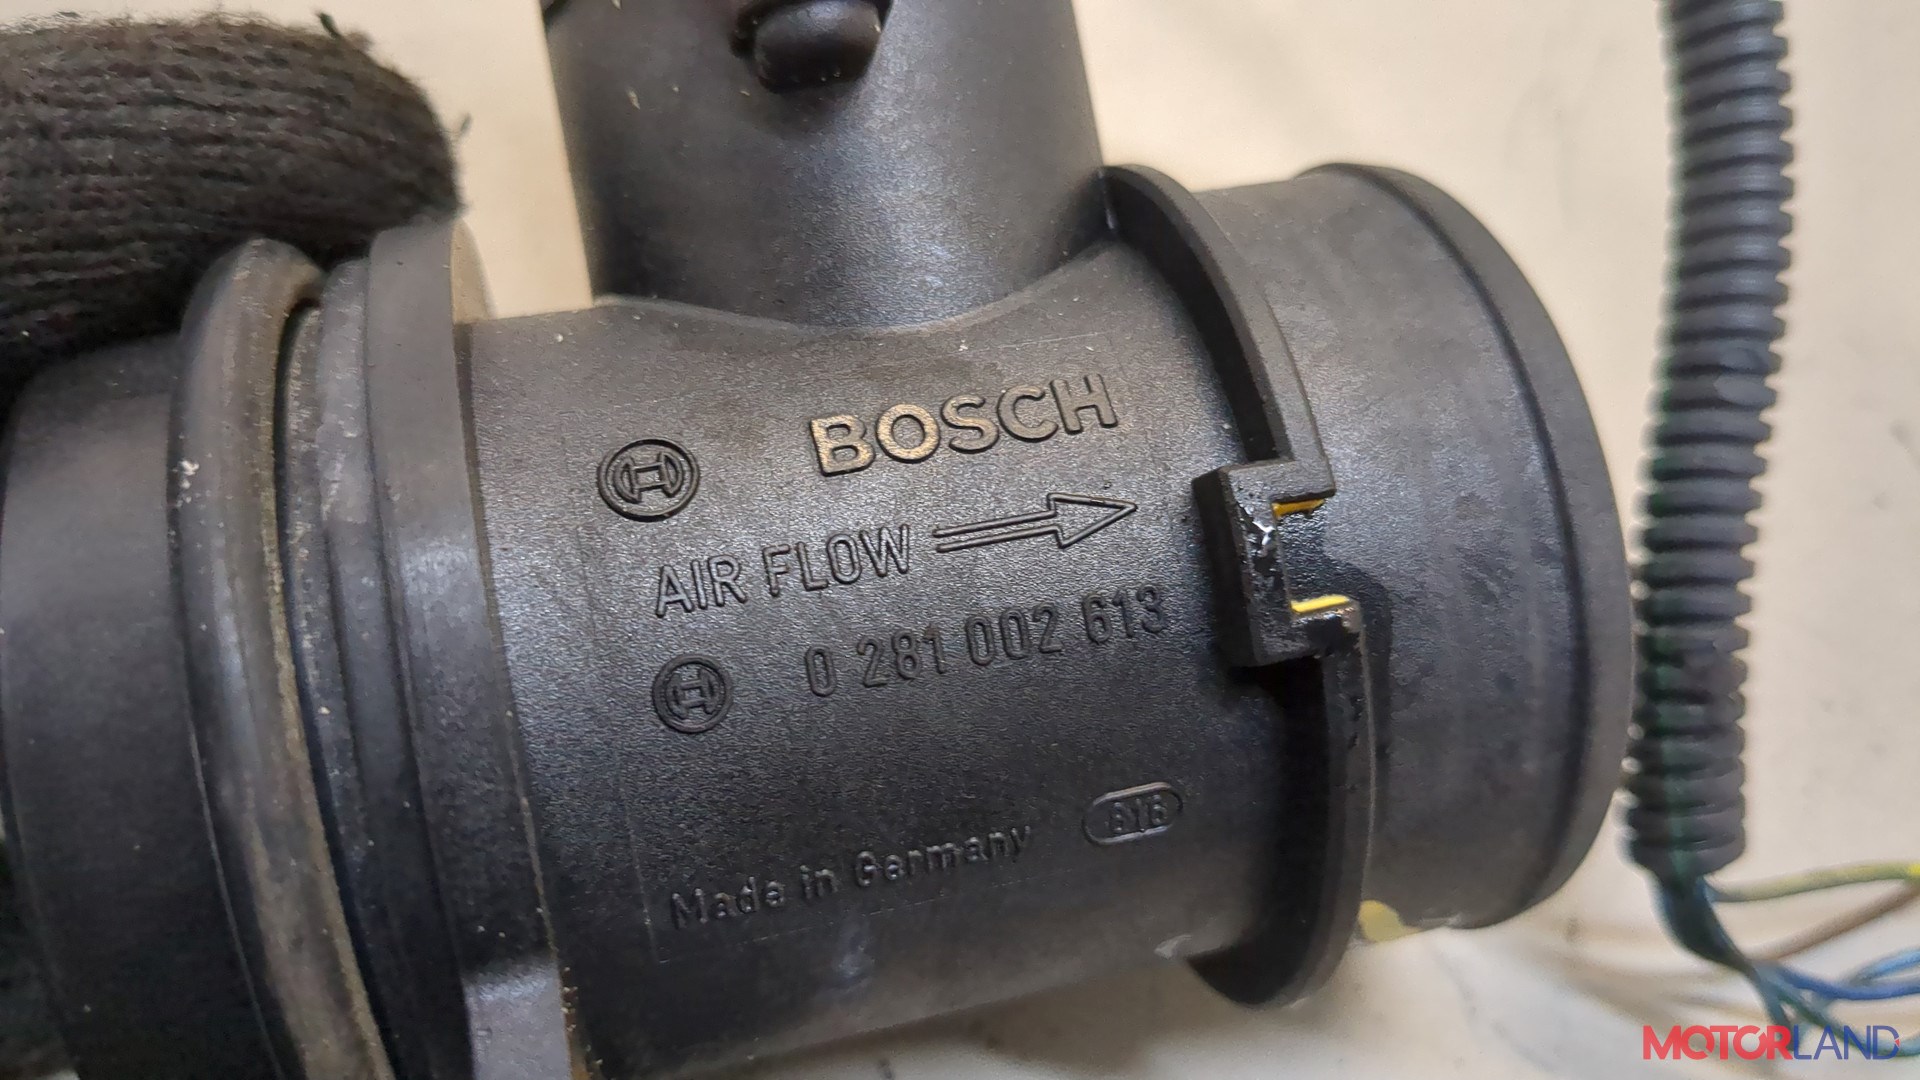 BOSCH
AIR FLOW
0 281 002 613
Made in Germany
MOTORLAND